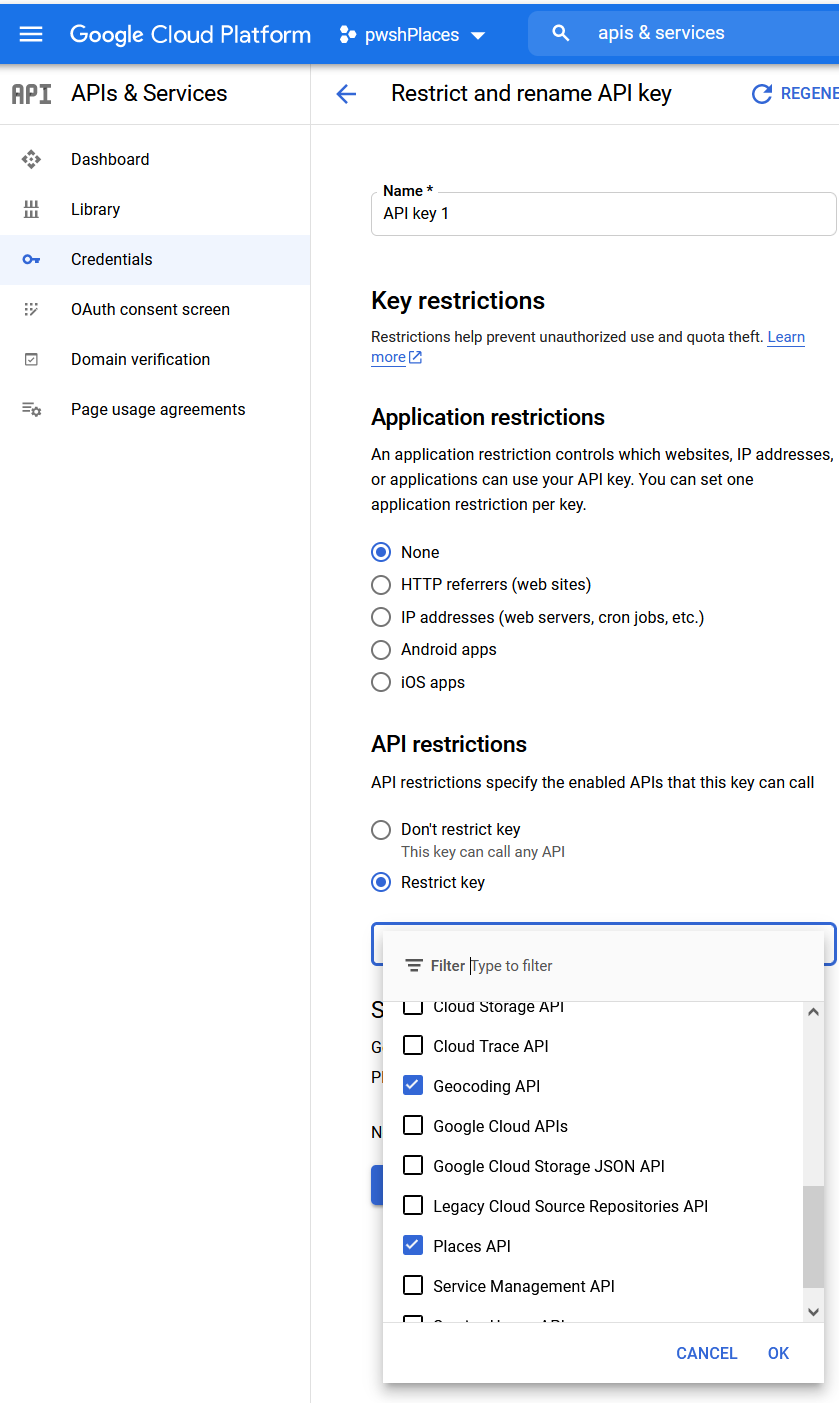 Google Cloud Platform
pwshPlaces
apis & services
API
APIs & Services
Restrict and rename API key
Dashboard
Library
Credentials
OAuth consent screen
Domain verification
Page usage agreements
Name *
API key 1
Key restrictions
Restrictions help prevent unauthorized use and quota theft. Learn
more
Application restrictions
An application restriction controls which websites, IP addresses,
or applications can use your API key. You can set one
application restriction per key.
None
HTTP referrers (web sites)
IP addresses (web servers, cron jobs, etc.)
Android apps
iOS apps
API restrictions
API restrictions specify the enabled APIs that this key can call
Don't restrict key
This key can call any API
Restrict key
Filter Type to filter
Cloud Storage API
Cloud Trace API
Geocoding API
Google Cloud APIs
Google Cloud Storage JSON API
Legacy Cloud Source Repositories API
Places API
Service Management API
CANCEL
OK